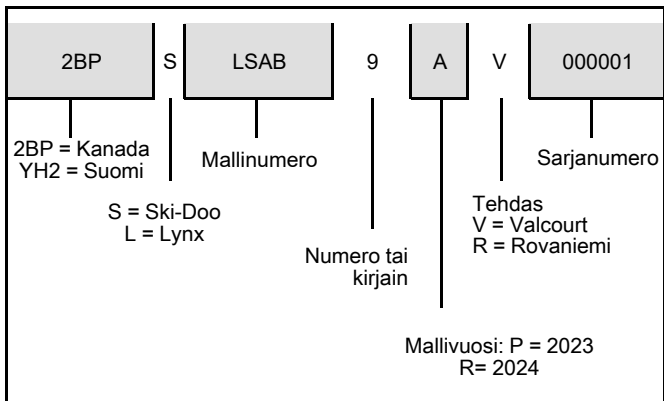 2BP S LSAB 9 A V 000001
2BP = Kanada
YH2 = Suomi
Mallinumero
Sarjanumero
S = Ski-Doo
L = Lynx
Tehdas
V = Valcourt
R = Rovaniemi
Numero tai
kirjain
Mallivuosi: P = 2023
R= 2024